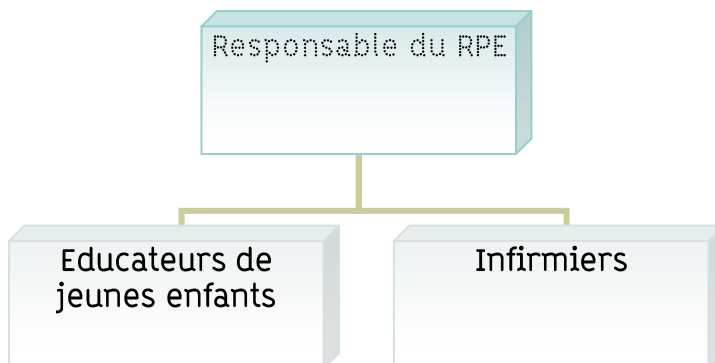 Responsable du RPE
Educateurs de
jeunes enfants
Infirmiers